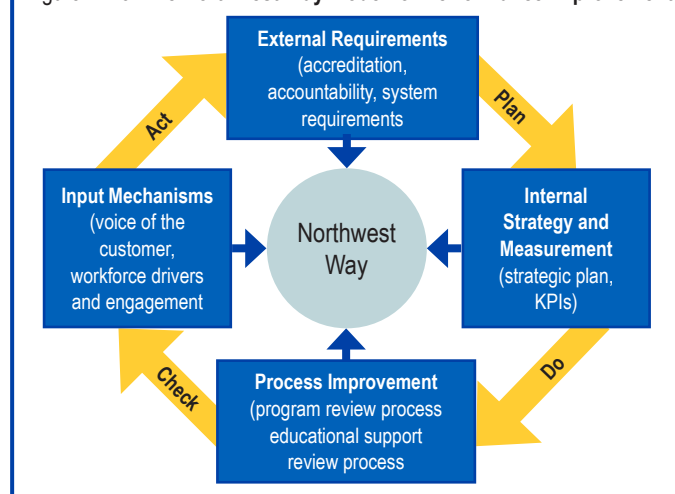 External Requirements
(accreditation,
accountability, system
requirements
Act
Plan
Input Mechanisms
(voice of the
customer,
workforce drivers
and engagement
Northwest
Way
Internal
Strategy and
Measurement
(strategic plan,
KPIs)
Check
Do
Process Improvement
(program review process
educational support
review process